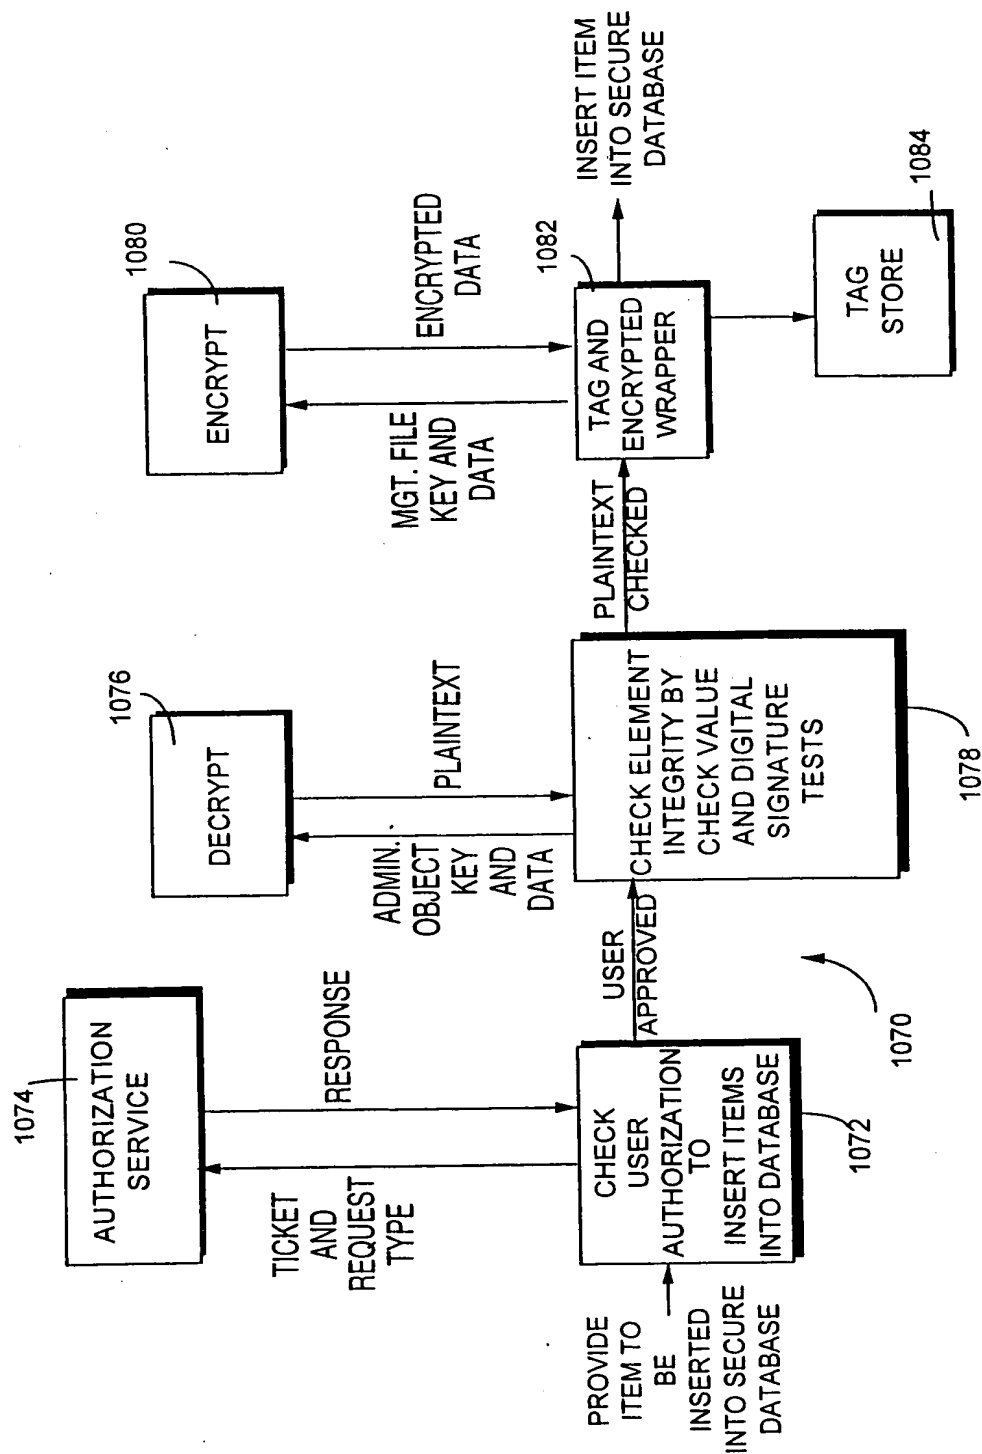 1074
AUTHORIZATION
SERVICE
TICKET
AND
REQUEST
TYPE
RESPONSE
PROVIDE
ITEM TO
BE
INSERTED
INTO SECURE
DATABASE
CHECK
USER
AUTHORIZATION
TO
INSERT ITEMS
INTO DATABASE
1072
USER
APPROVED
1070
1076
DECRYPT
ADMIN.
OBJECT
KEY
AND
DATA
PLAINTEXT
CHECK ELEMENT
INTEGRITY BY
CHECK VALUE
AND DIGITAL
SIGNATURE
TESTS
1078
PLAINTEXT
CHECKED
1080
ENCRYPT
MGT. FILE
KEY AND
DATA
ENCRYPTED
DATA
1082
TAG AND
ENCRYPTED
WRAPPER
INSERT ITEM
INTO SECURE
DATABASE
TAG
STORE
1084